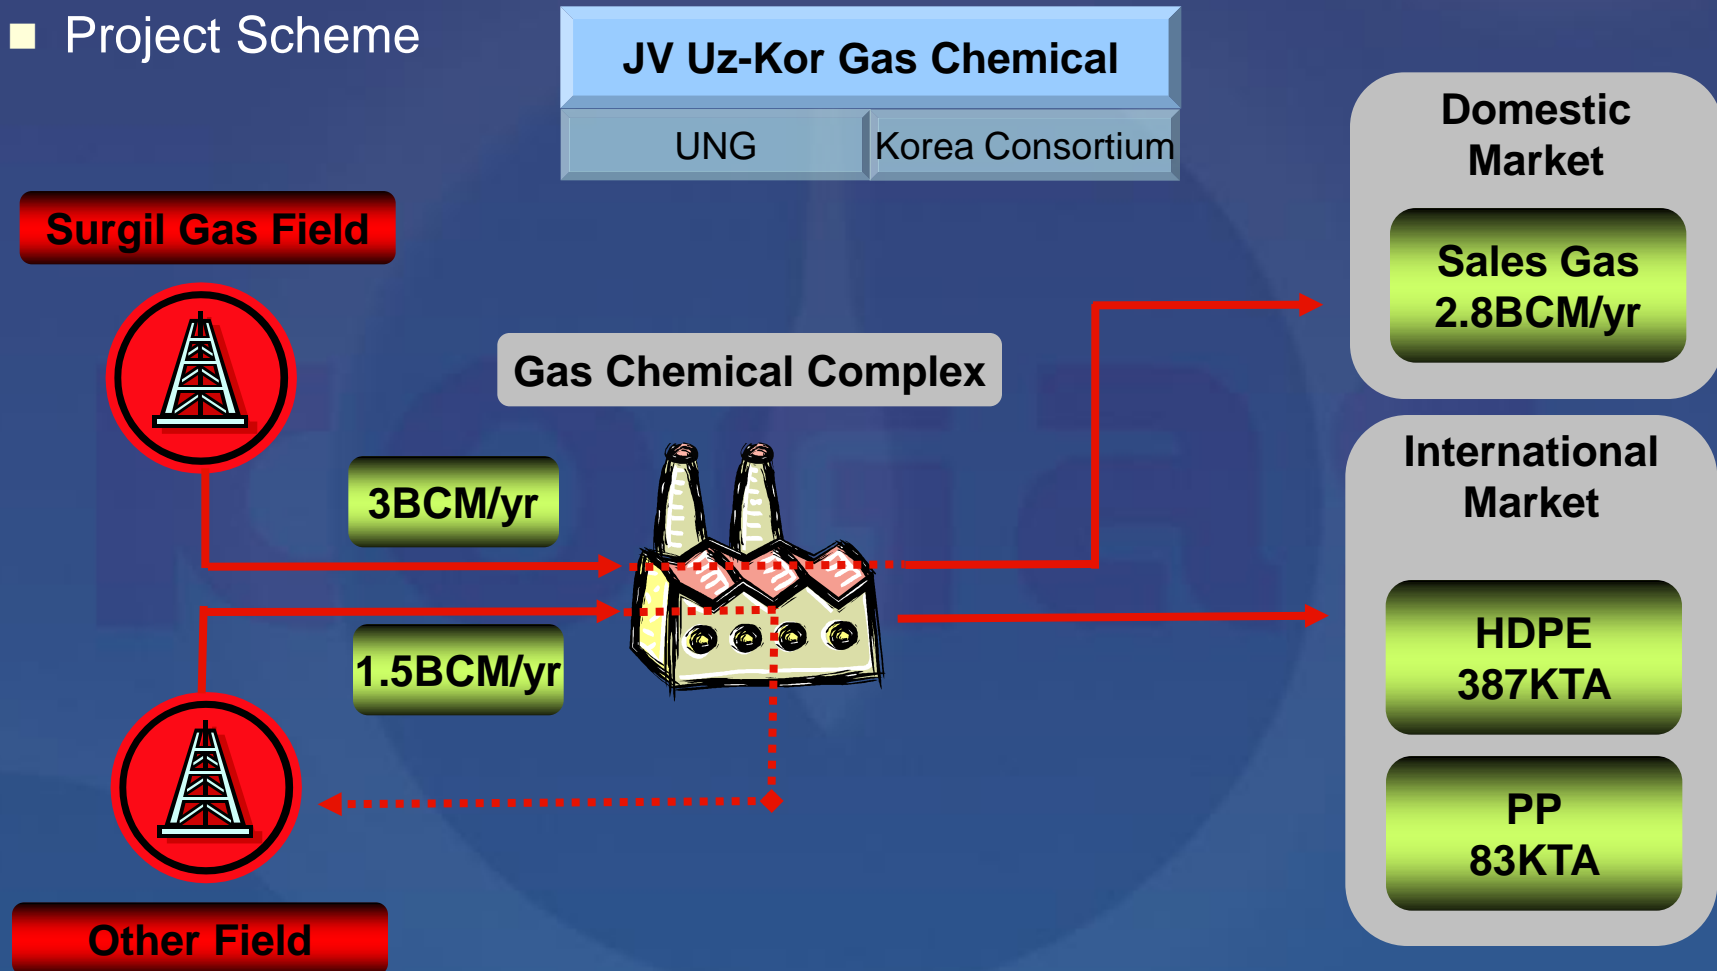 Project Scheme
JV Uz-Kor Gas Chemical
UNG
Korea Consortium
Surgil Gas Field
Gas Chemical Complex
3BCM/yr
1.5BCM/yr
Other Field
Domestic
Market
Sales Gas
2.8BCM/yr
International
Market
HDPE
387KTA
PP
83KTA